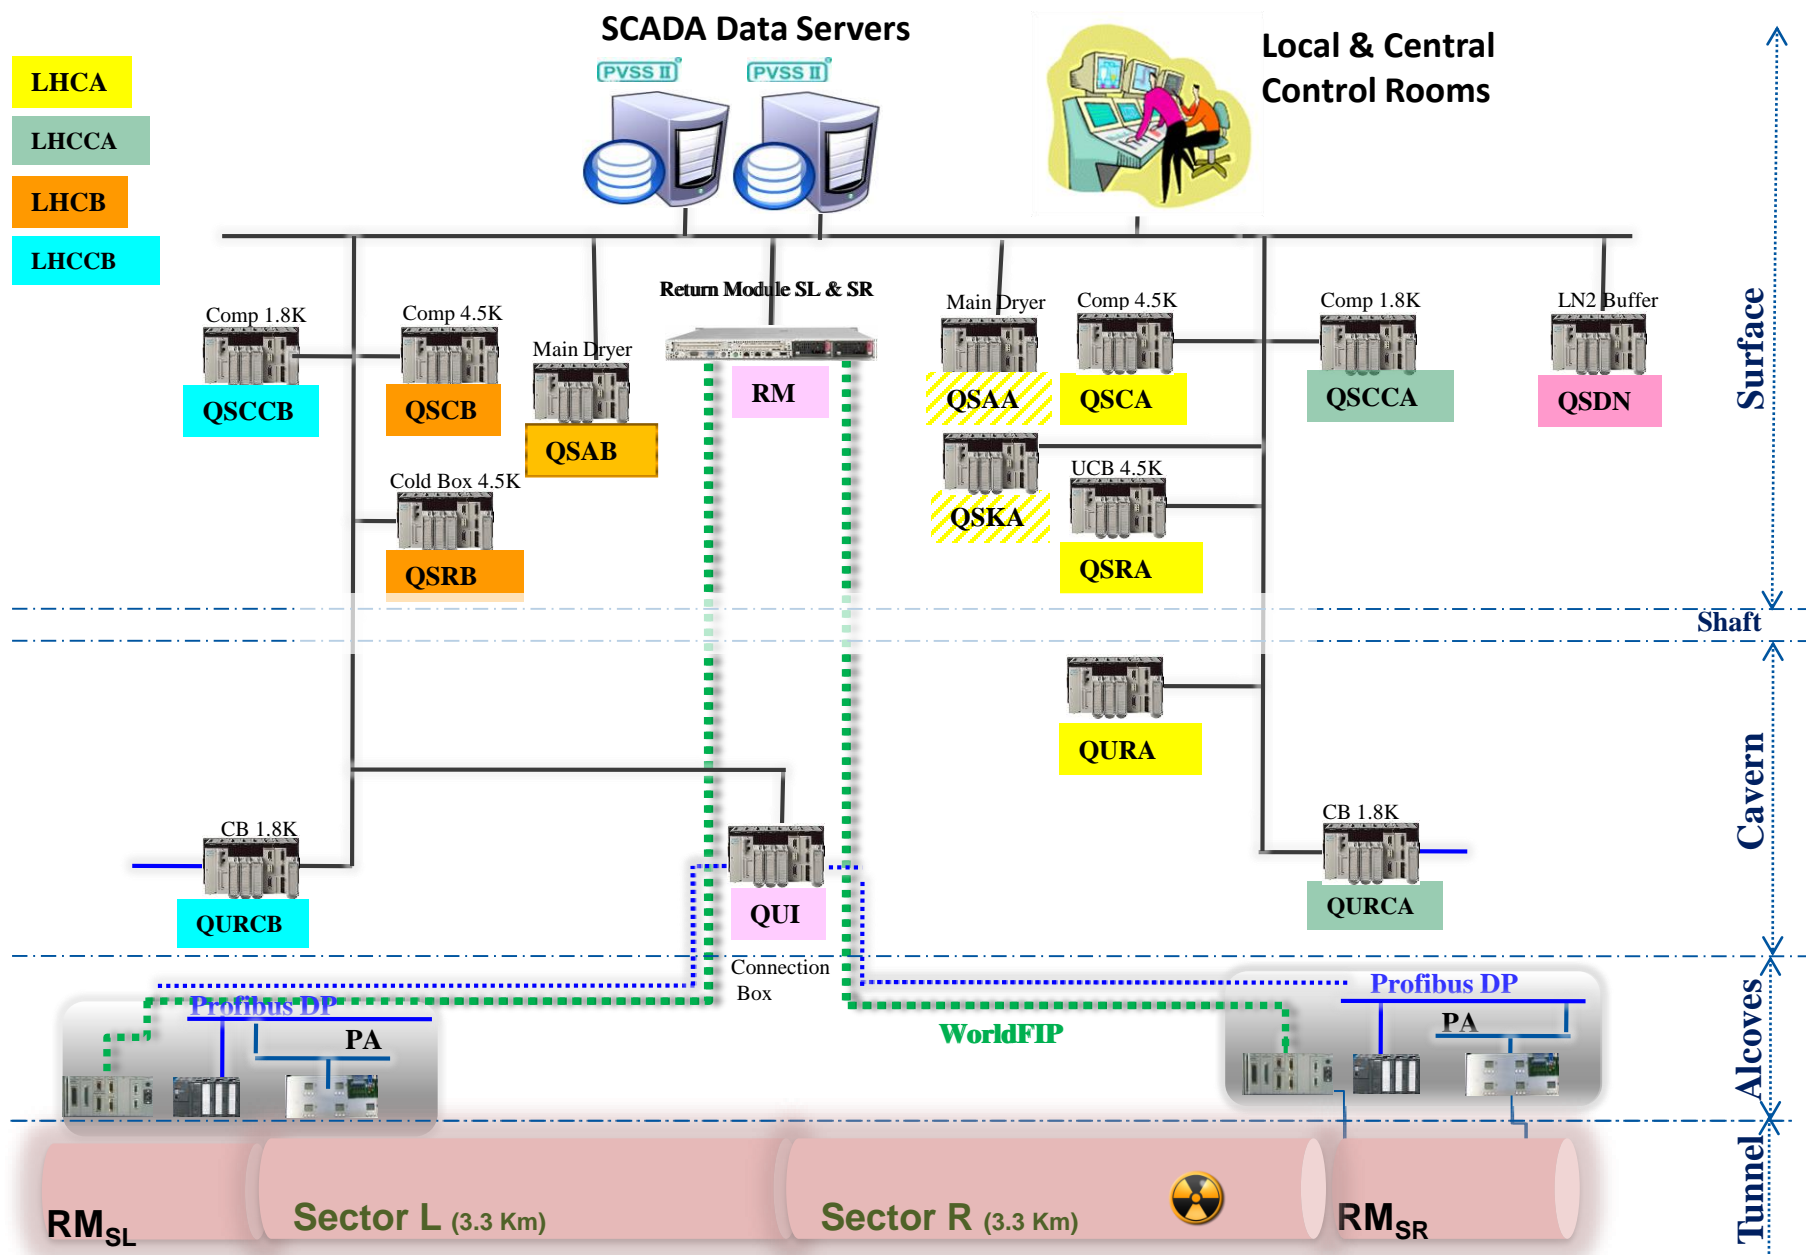 SCADA Data Servers
PVSS II
PVSS II
Local & Central
Control Rooms
LHCA
LHCCA
LHCB
LHCCB
Return Module SL & SR
Comp 1.8K
Comp 4.5K
Main Dryer
Main Dryer
Comp 4.5K
Comp 1.8K
LN2 Buffer
QSCCB
QSCB
QSAB
RM
QSAA
QSCA
QSCCA
QSDN
Cold Box 4.5K
UCB 4.5K
QSRB
QSKA
QSRA
Surface
Shaft
QURA
Cavern
CB 1.8K
CB 1.8K
QURCB
QUI
QURCA
Connection
Box
Profibus DP
PA
WorldFIP
Profibus DP
PA
Alcoves
RMSL
Sector L (3.3 Km)
Sector R (3.3 Km)
RMSR
Tunnel